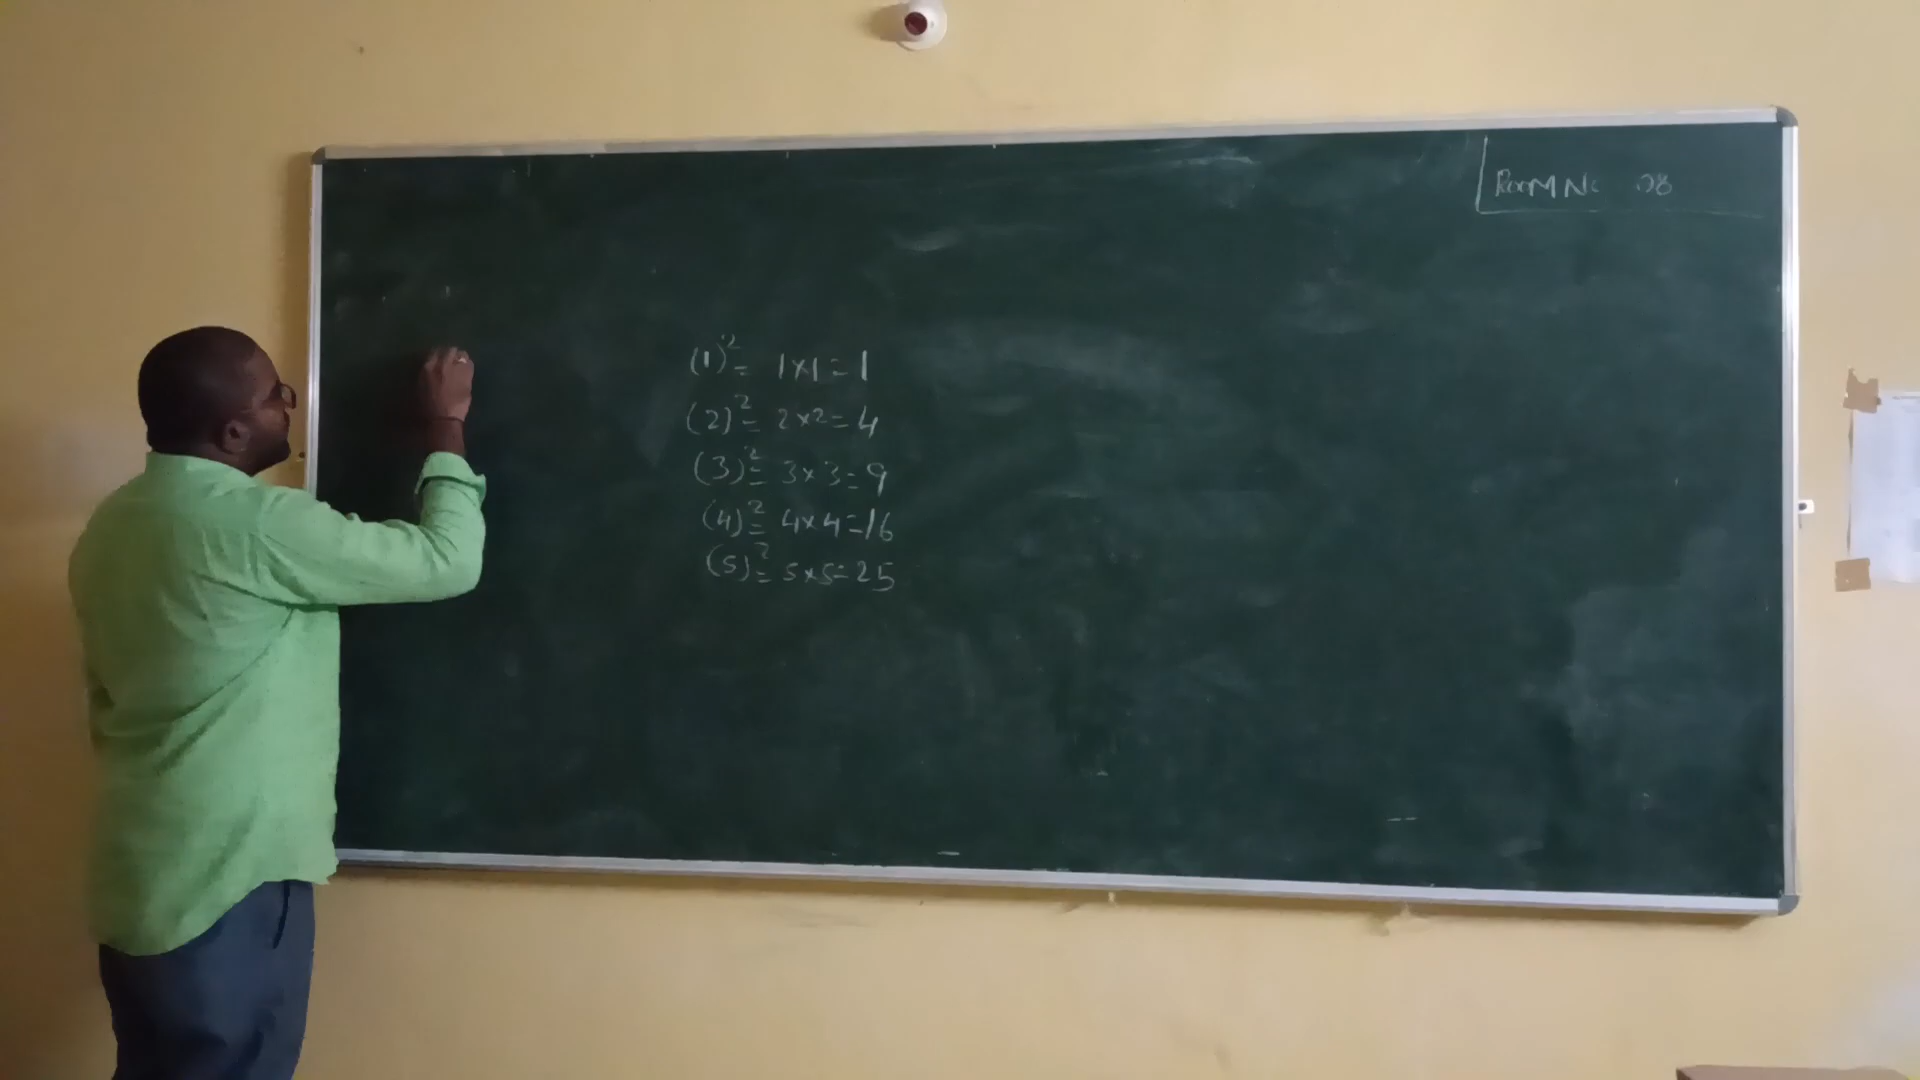 RooM No 08
(1)² = 1×1=1
(2)² = 2×2=4
(3)² = 3×3=9
(4)² = 4×4=16
(5)² = 5×5=25